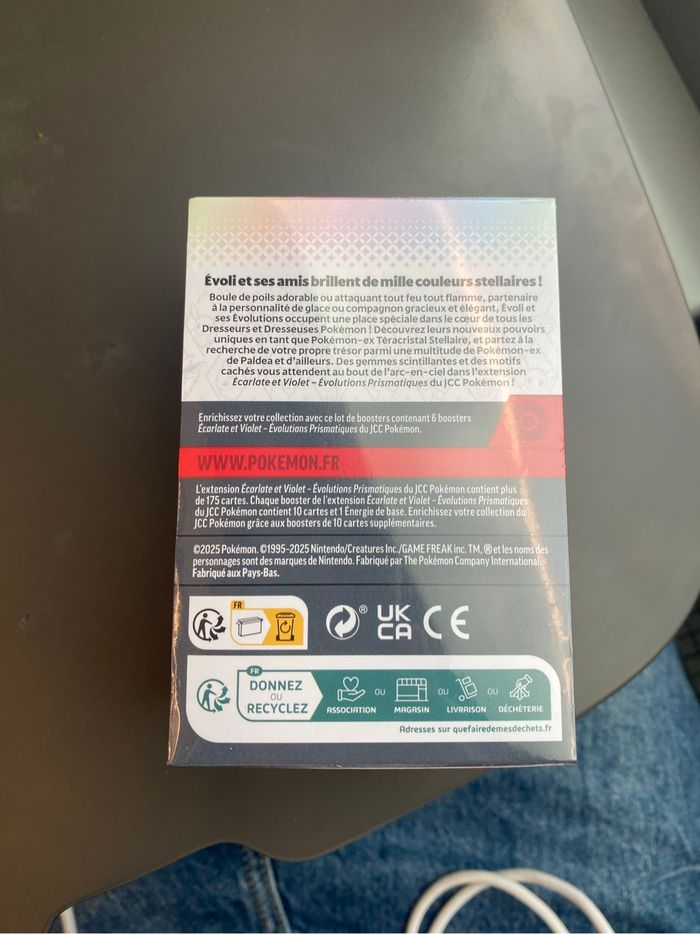 Évoli et ses amis brillent de mille couleurs stellaires !
Boule de poils adorable ou attaquant tout feu tout flamme, partenaire
à la personnalité de glace ou compagnon gracieux et élégant, Évoli et
ses Évolutions occupent une place spéciale dans le cœur de tous les
Dresseurs et Dresseuses Pokémon ! Découvrez leurs nouveaux pouvoirs
uniques en tant que Pokémon-ex Téracristal Stellaire, et partez à la
recherche de votre propre trésor parmi une multitude de Pokémon-ex
de Paldea et d'ailleurs. Des gemmes scintillantes et des motifs
cachés vous attendent au bout de l'arc-en-ciel dans l'extension
Écarlate et Violet – Évolutions Prismatiques du JCC Pokémon !
Enrichissez votre collection avec ce lot de boosters contenant 6 boosters
Écarlate et Violet – Évolutions Prismatiques du JCC Pokémon.
WWW.POKEMON.FR
L'extension Écarlate et Violet – Évolutions Prismatiques du JCC Pokémon contient plus
de 175 cartes. Chaque booster de l'extension Écarlate et Violet – Évolutions Prismatiques
du JCC Pokémon contient 10 cartes et 1 Énergie de base. Enrichissez votre collection du
JCC Pokémon grâce aux boosters de 10 cartes supplémentaires.
©2025 Pokémon. ©1995-2025 Nintendo/Creatures Inc./GAME FREAK inc. TM, ® et les noms des
personnages sont des marques de Nintendo. Fabriqué par The Pokémon Company International.
Fabriqué aux Pays-Bas.
FR
® UK CA CE
FR
DONNEZ
OU
RECYCLEZ
ASSOCIATION OU MAGASIN OU LIVRAISON OU DÉCHÈTERIE
Adresses sur quefairedemesdechets.fr